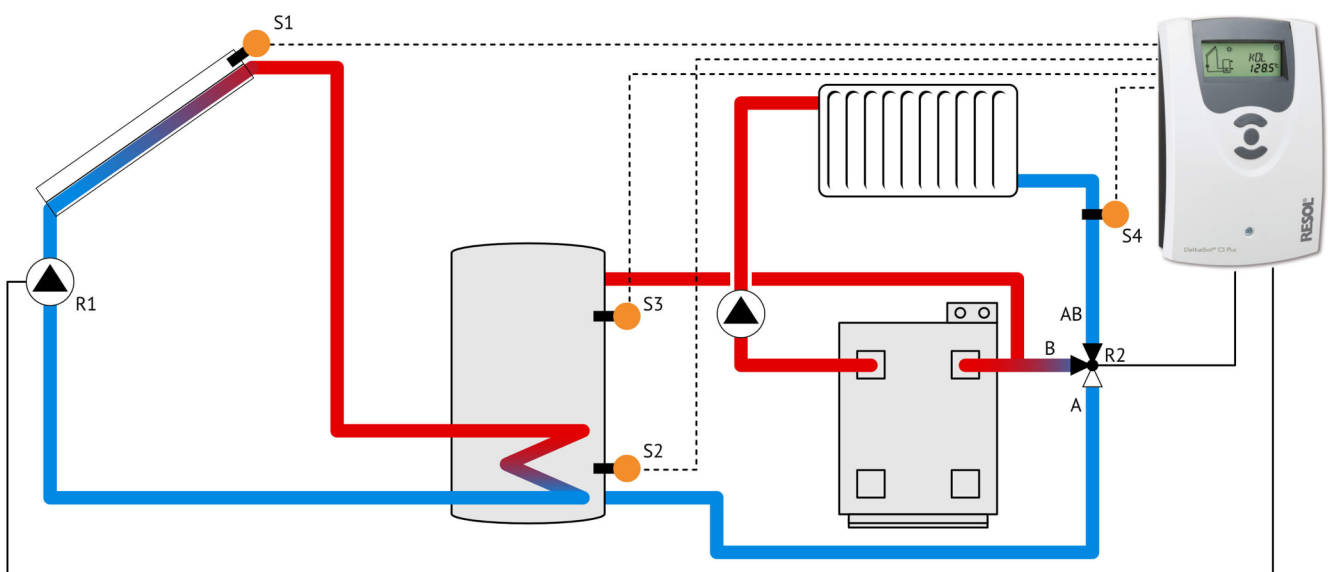 S1
KOL
128.5°C
S4
RESOL®
DeltaSol® CS Plus
R1
S3
AB
B
R2
A
S2